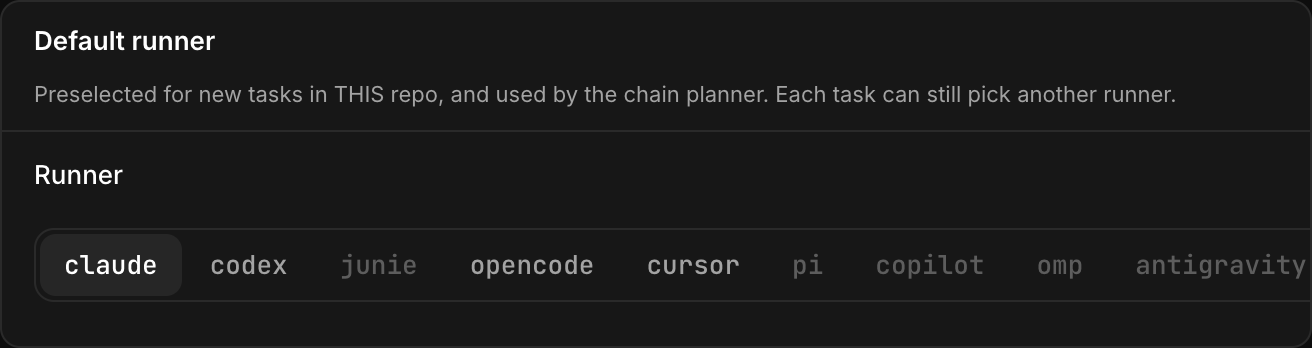 Default runner
Preselected for new tasks in THIS repo, and used by the chain planner. Each task can still pick another runner.
Runner
claude codex junie opencode cursor pi copilot omp antigravity